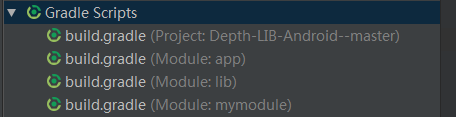 Gradle Scripts
build.gradle (Project: Depth-LIB-Android--master)
build.gradle (Module: app)
build.gradle (Module: lib)
build.gradle (Module: mymodule)